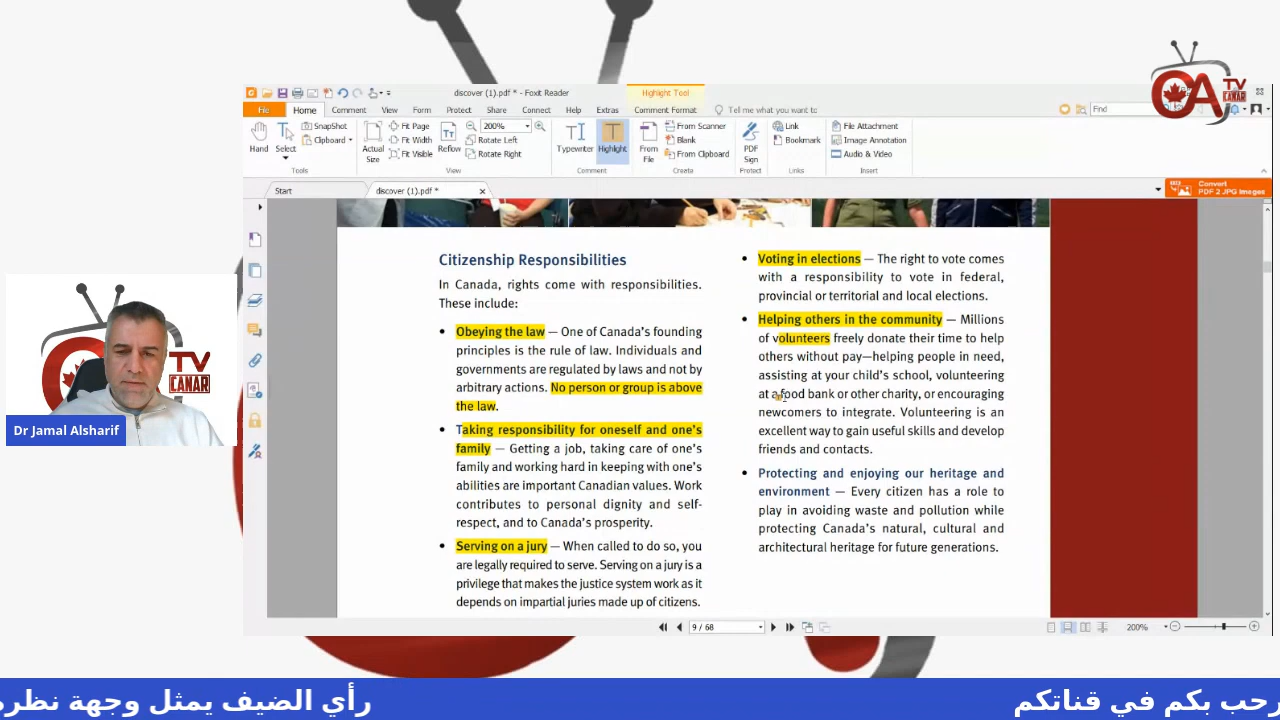 TV
CANAR
discover (1).pdf * - Foxit Reader
Highlight Tool
File
Home
Comment
View
Form
Protect
Share
Connect
Help
Extras
Comment Format
Tell me what you want to
Find
Hand
Select
SnapShot
Clipboard
Actual Size
Fit Page
Fit Width
Fit Visible
Reflow
200%
Rotate Left
Rotate Right
Typewriter
Highlight
From File
From Scanner
Blank
From Clipboard
PDF Sign
Link
Bookmark
File Attachment
Image Annotation
Audio & Video
Tools
View
Comment
Create
Protect
Links
Insert
Start
discover (1).pdf *
Convert
PDF 2 JPG Images
Citizenship Responsibilities
In Canada, rights come with responsibilities.
These include:
• Obeying the law — One of Canada's founding
principles is the rule of law. Individuals and
governments are regulated by laws and not by
arbitrary actions. No person or group is above
the law.
• Taking responsibility for oneself and one's
family — Getting a job, taking care of one's
family and working hard in keeping with one's
abilities are important Canadian values. Work
contributes to personal dignity and self-
respect, and to Canada's prosperity.
• Serving on a jury — When called to do so, you
are legally required to serve. Serving on a jury is a
privilege that makes the justice system work as it
depends on impartial juries made up of citizens.
• Voting in elections — The right to vote comes
with a responsibility to vote in federal,
provincial or territorial and local elections.
• Helping others in the community — Millions
of volunteers freely donate their time to help
others without pay—helping people in need,
assisting at your child's school, volunteering
at a food bank or other charity, or encouraging
newcomers to integrate. Volunteering is an
excellent way to gain useful skills and develop
friends and contacts.
• Protecting and enjoying our heritage and
environment — Every citizen has a role to
play in avoiding waste and pollution while
protecting Canada's natural, cultural and
architectural heritage for future generations.
9 / 68
200%
TV
CANAR
Dr Jamal Alsharif
رحب بكم في قناتكم
رأي الضيف يمثل وجهة نظره